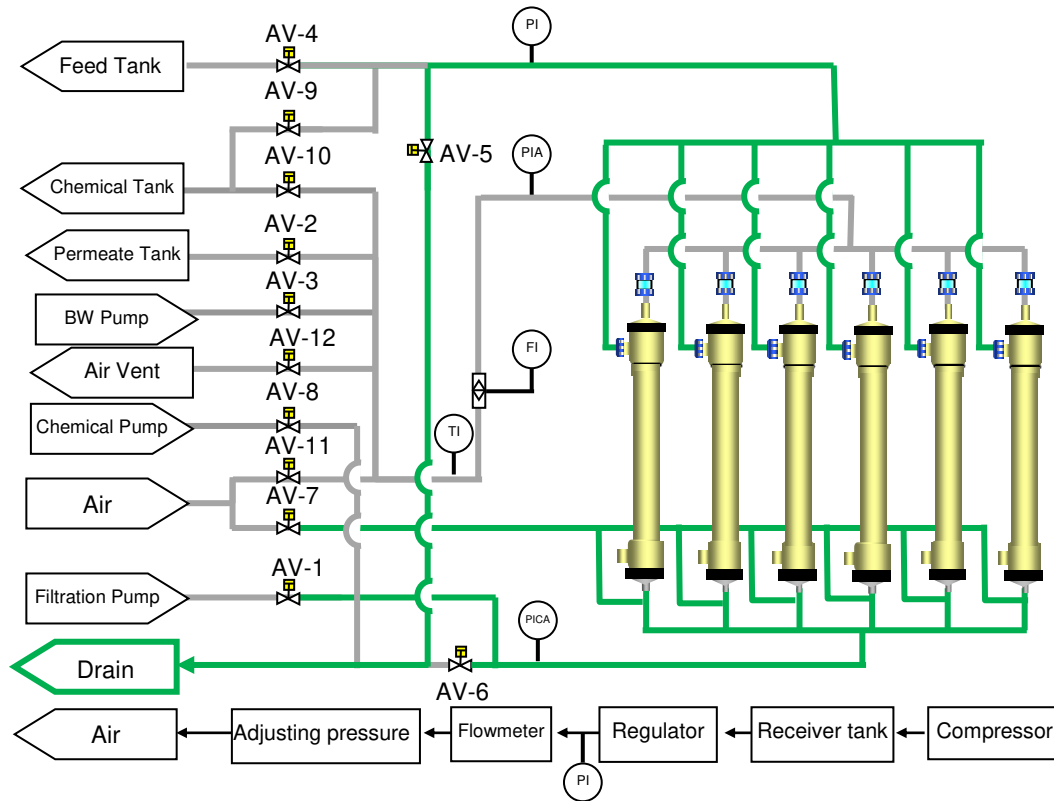 AV-4
PI
Feed Tank
AV-9
AV-10
AV-5
PIA
Chemical Tank
AV-2
Permeate Tank
AV-3
BW Pump
AV-12
Air Vent
FI
AV-8
Chemical Pump
TI
AV-11
Air
AV-7
AV-1
Filtration Pump
PICA
Drain
AV-6
Air
Adjusting pressure
Flowmeter
Regulator
Receiver tank
Compressor
PI